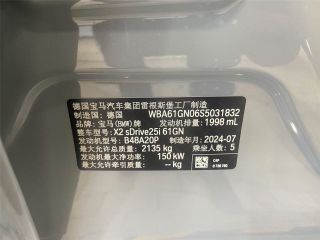 德国宝马汽车集团雷根斯堡工厂制造
制造国：德国 WBA61GN06S5031832
品牌：宝马(BMW)牌 发动机排量：1998 mL
整车型号：X2 sDrive25i 61GN
发动机型号：B48A20P 制造年月：2024-07
最大允许总质量：2135 kg 乘坐人数：5
发动机最大净功率：150 kW
最大允许牵引质量：-- kg